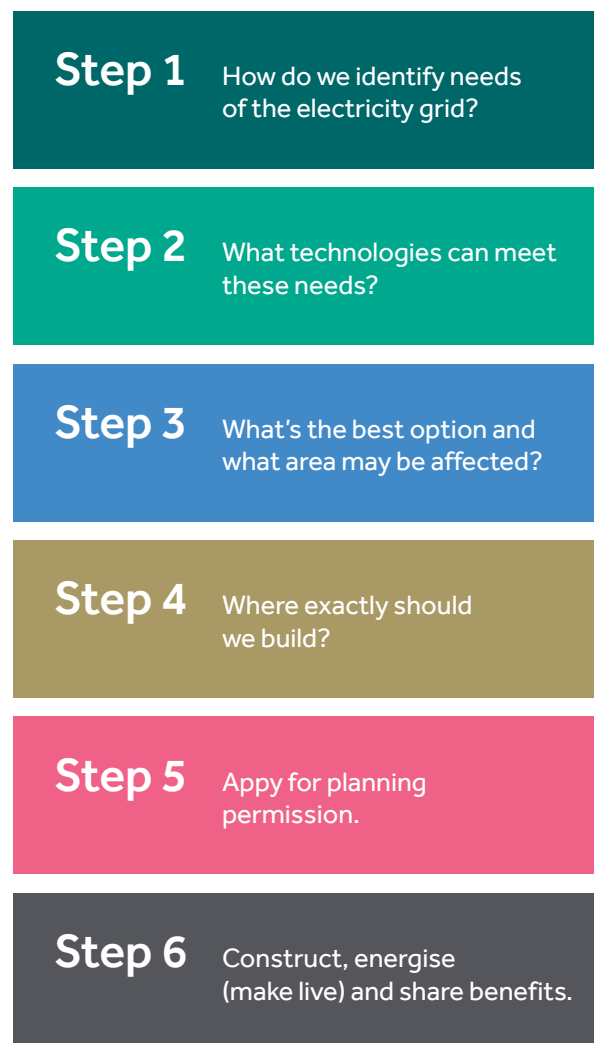 Step 1
How do we identify needs
of the electricity grid?
Step 2
What technologies can meet
these needs?
Step 3
What's the best option and
what area may be affected?
Step 4
Where exactly should
we build?
Step 5
Appy for planning
permission.
Step 6
Construct, energise
(make live) and share benefits.